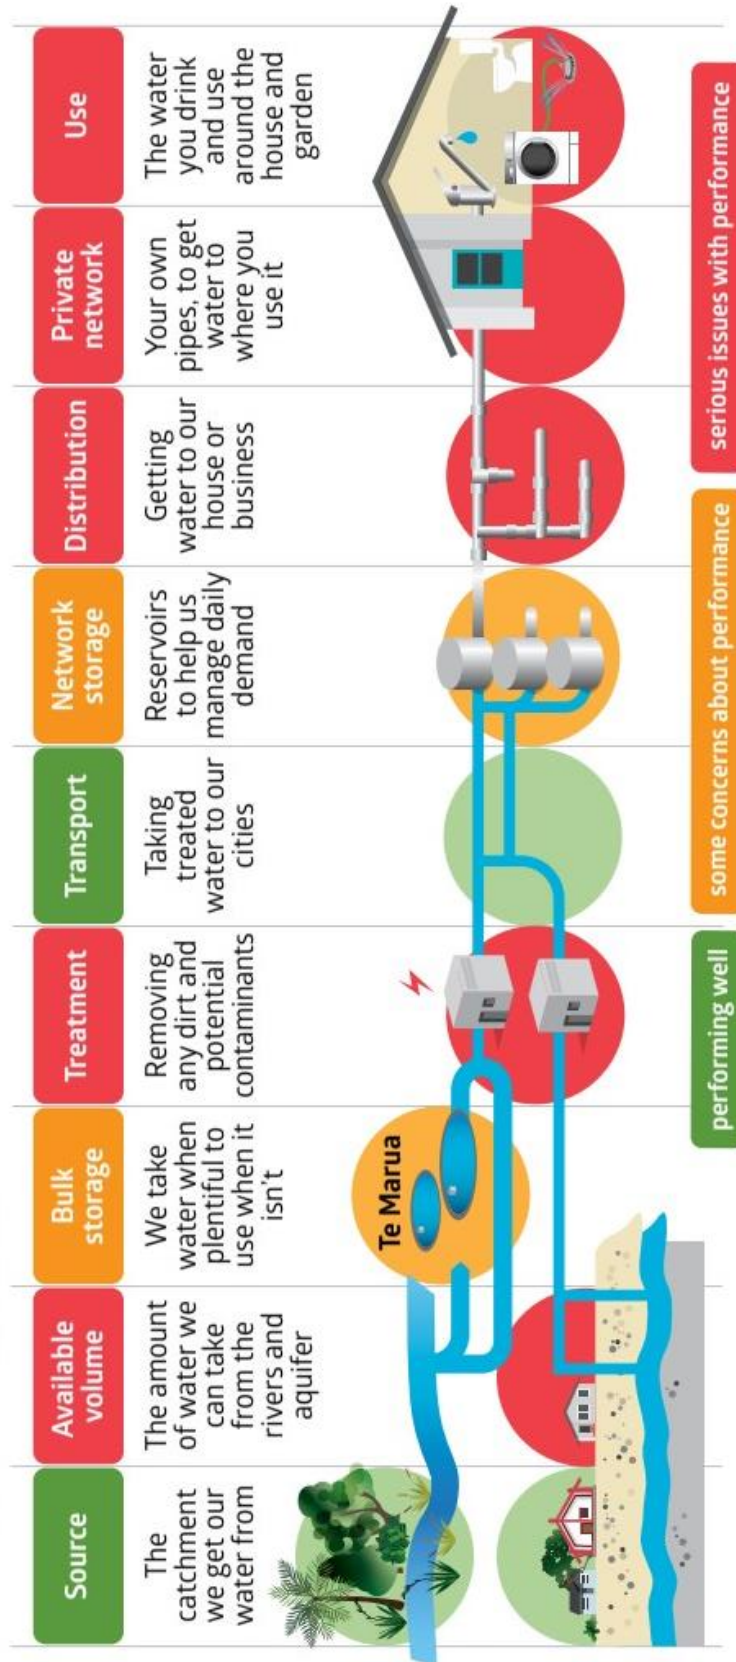 Source
The
catchment
we get our
water from
Available
volume
The amount
of water we
can take
from the
rivers and
aquifer
Bulk
storage
We take
water when
plentiful to
use when it
isn't
Te Marua
Treatment
Removing
any dirt and
potential
contaminants
Transport
Taking
treated
water to our
cities
Network
storage
Reservoirs
to help us
manage daily
demand
Distribution
Getting
water to our
house or
business
Private
network
Your own
pipes, to get
water to
where you
use it
Use
The water
you drink
and use
around the
house and
garden
performing well
some concerns about performance
serious issues with performance